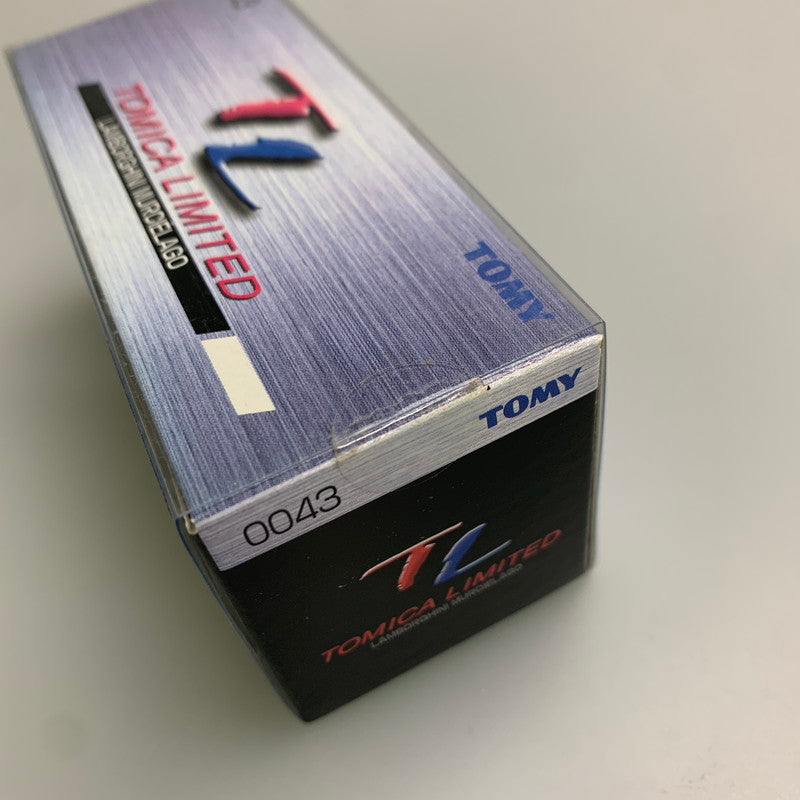 TL
TOMICA LIMITED
LAMBORGHINI MURCIELAGO
TOMY
TOMY
0043
TL
TOMICA LIMITED
LAMBORGHINI MURCIELAGO